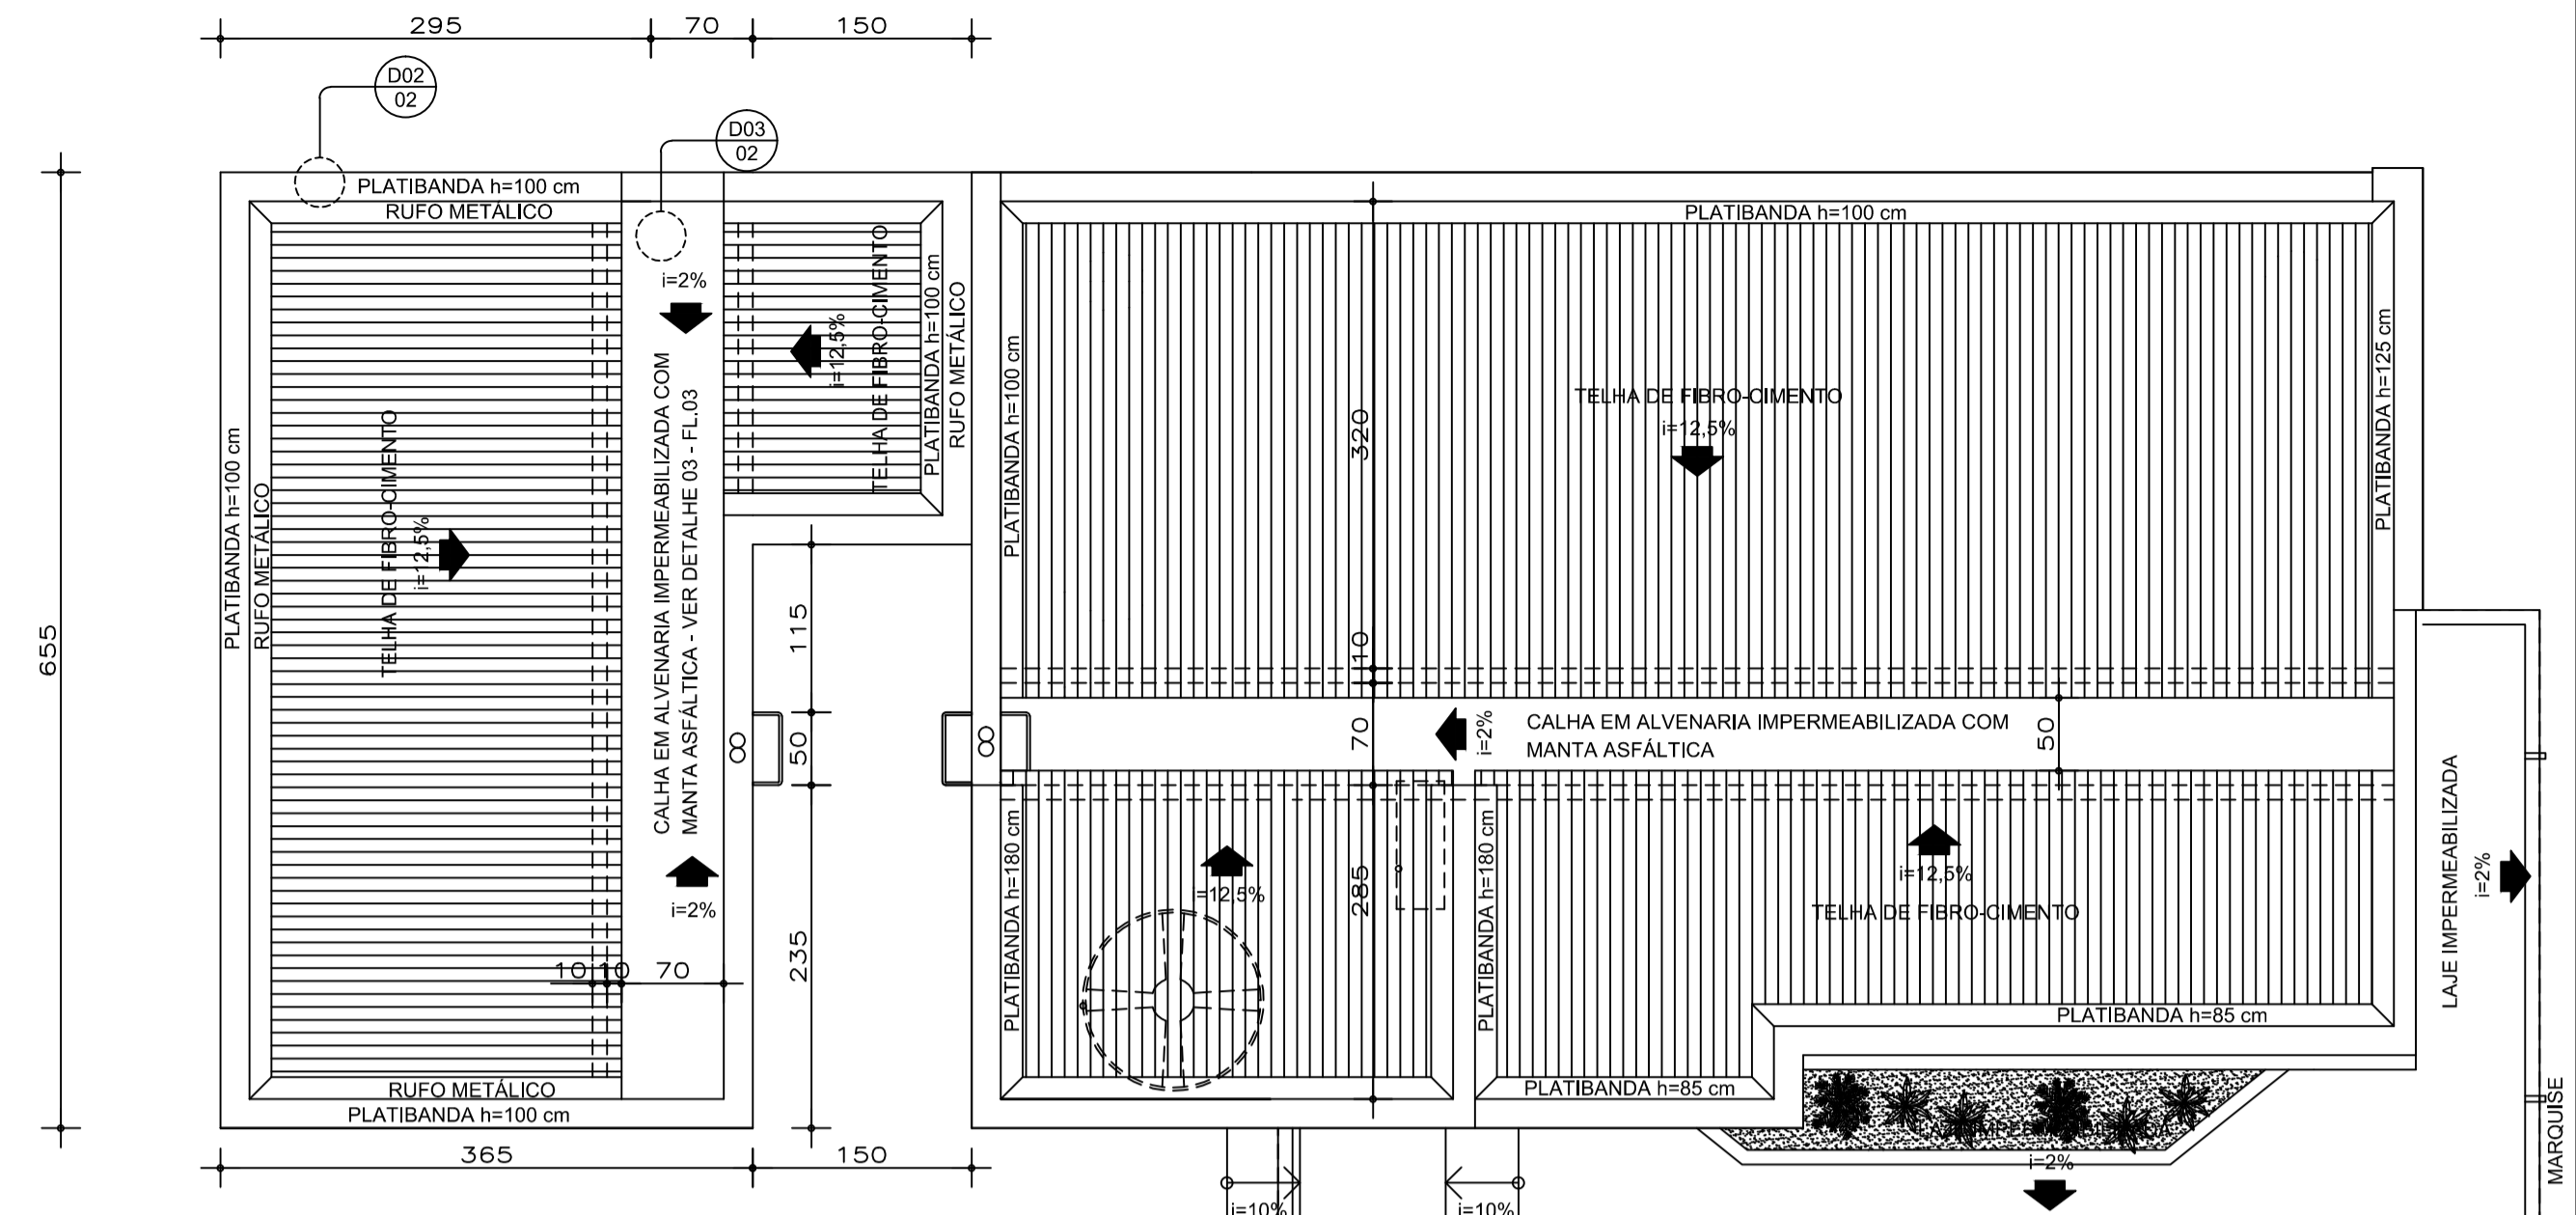 295
70
150
D02
02
D03
02
PLATIBANDA h=100 cm
RUFO METÁLICO
PLATIBANDA h=100 cm
i=2%
TELHA DE FIBRO-CIMENTO
i=12,5%
PLATIBANDA h=100 cm
RUFO METÁLICO
PLATIBANDA h=100 cm
TELHA DE FIBRO-CIMENTO
i=12,5%
320
PLATIBANDA h=125 cm
655
PLATIBANDA h=100 cm
RUFO METÁLICO
TELHA DE FIBRO-CIMENTO
i=12,5%
CALHA EM ALVENARIA IMPERMEABILIZADA COM
MANTA ASFÁLTICA - VER DETALHE 03 - FL.03
115
10
50
70
i=2%
CALHA EM ALVENARIA IMPERMEABILIZADA COM
MANTA ASFÁLTICA
50
i=2%
235
10
10
70
PLATIBANDA h=180 cm
i=12,5%
285
PLATIBANDA h=180 cm
i=12,5%
TELHA DE FIBRO-CIMENTO
LAJE IMPERMEABILIZADA
i=2%
PLATIBANDA h=85 cm
PLATIBANDA h=85 cm
RUFO METÁLICO
PLATIBANDA h=100 cm
MARQUISE
365
150
i=2%
i=10%
i=10%